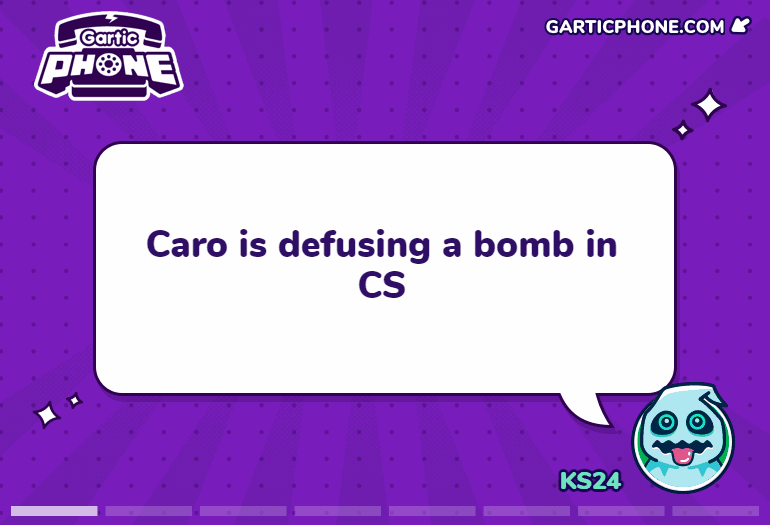 Gartic
PHONE
GARTICPHONE.COM
Caro is defusing a bomb in
CS
KS24